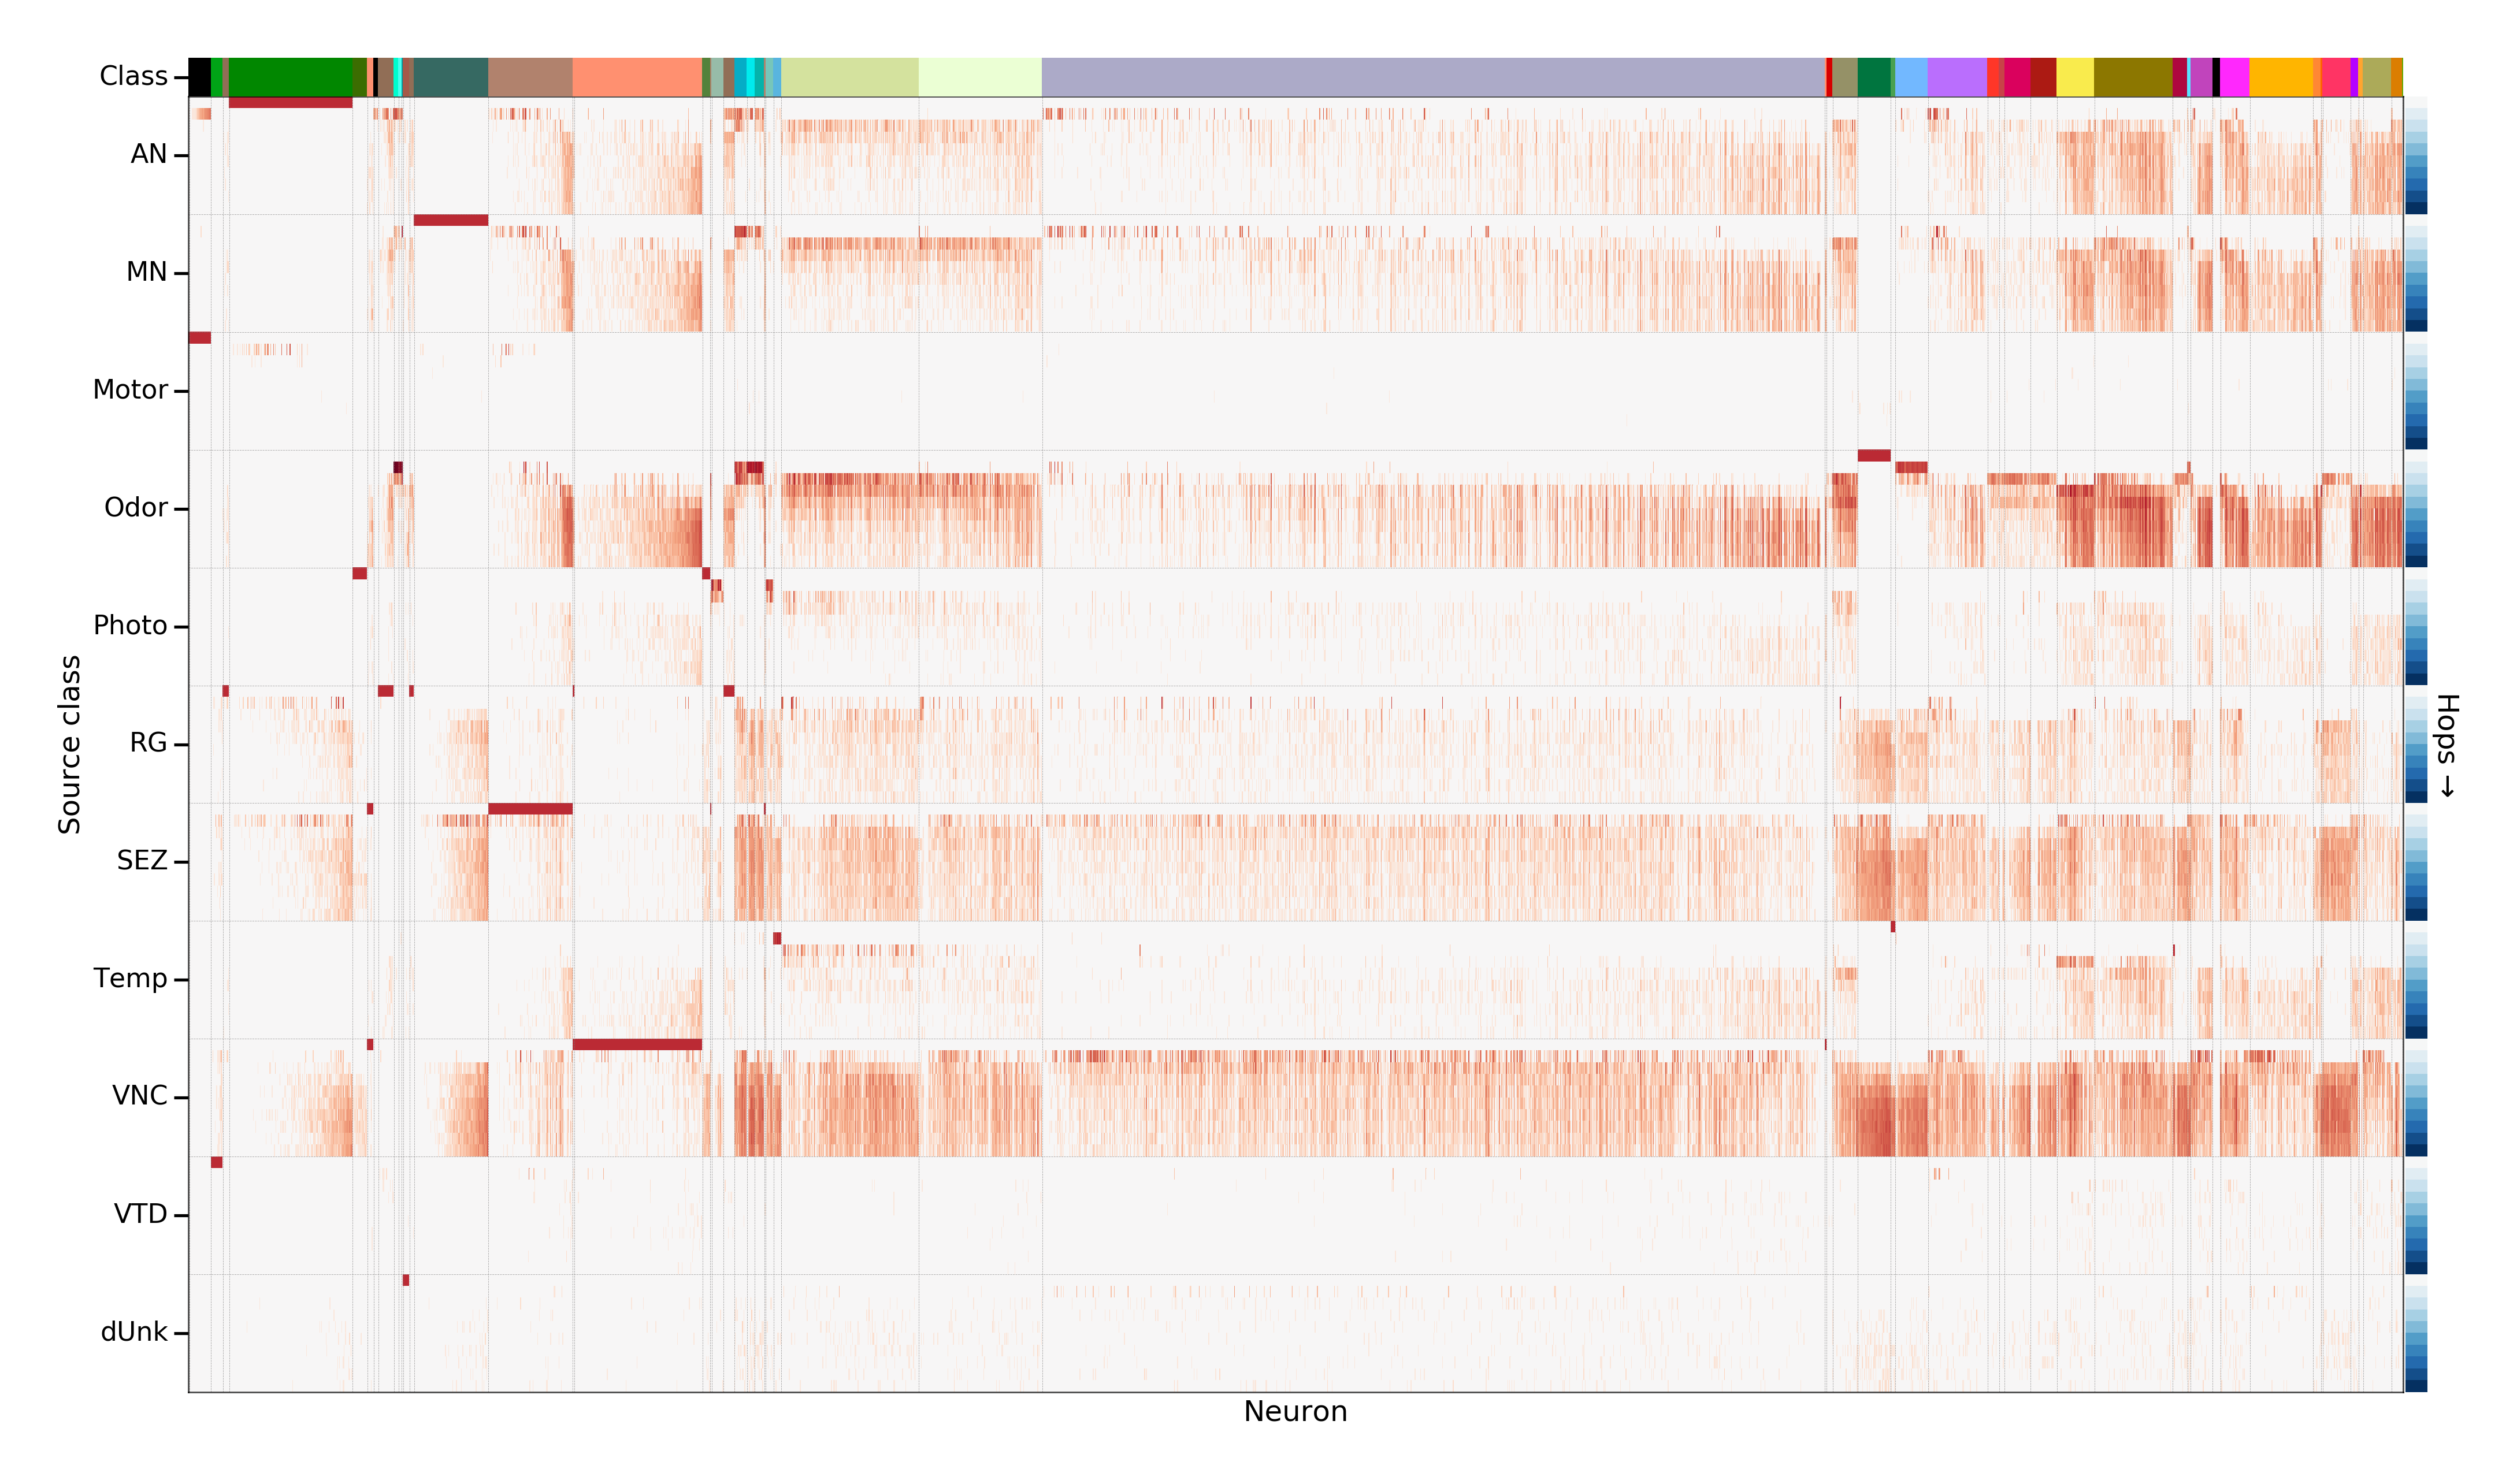 Class
AN
MN
Motor
Odor
Photo
RG
SEZ
Temp
VNC
VTD
dUnk
Source class
Hops →
Neuron